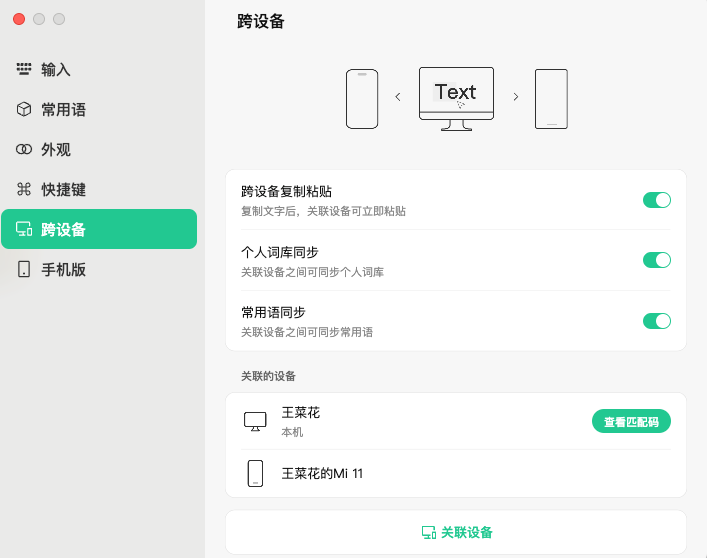 跨设备
输入
常用语
外观
快捷键
跨设备
手机版
Text
跨设备复制粘贴
复制文字后，关联设备可立即粘贴
个人词库同步
关联设备之间可同步个人词库
常用语同步
关联设备之间可同步常用语
关联的设备
王菜花
本机
查看匹配码
王菜花的Mi 11
关联设备